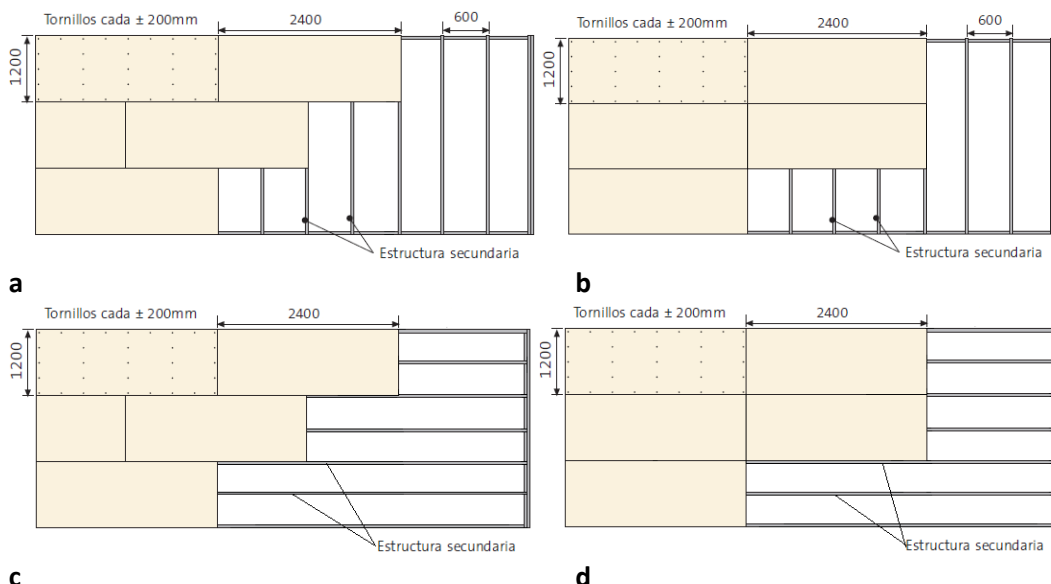 Tornillos cada ± 200mm
2400
600
1200
Estructura secundaria
a
Tornillos cada ± 200mm
2400
600
1200
Estructura secundaria
b
Tornillos cada ± 200mm
2400
1200
Estructura secundaria
c
Tornillos cada ± 200mm
2400
1200
Estructura secundaria
d